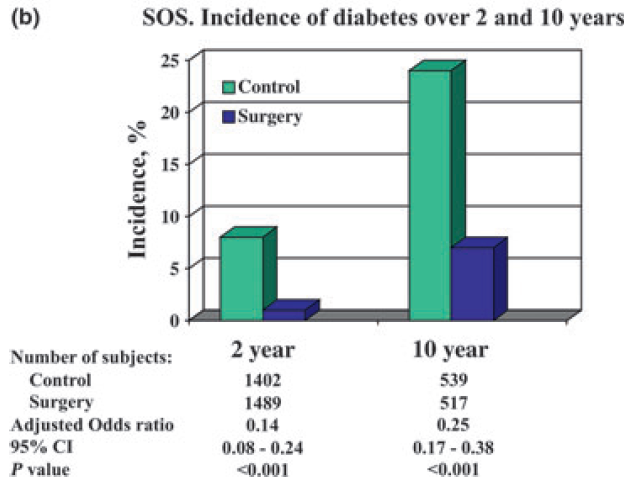 (b) SOS. Incidence of diabetes over 2 and 10 years
Incidence, %
25
20
15
10
5
0
Control
Surgery
2 year 10 year
Number of subjects:
Control 1402 539
Surgery 1489 517
Adjusted Odds ratio 0.14 0.25
95% CI 0.08 - 0.24 0.17 - 0.38
P value <0.001 <0.001